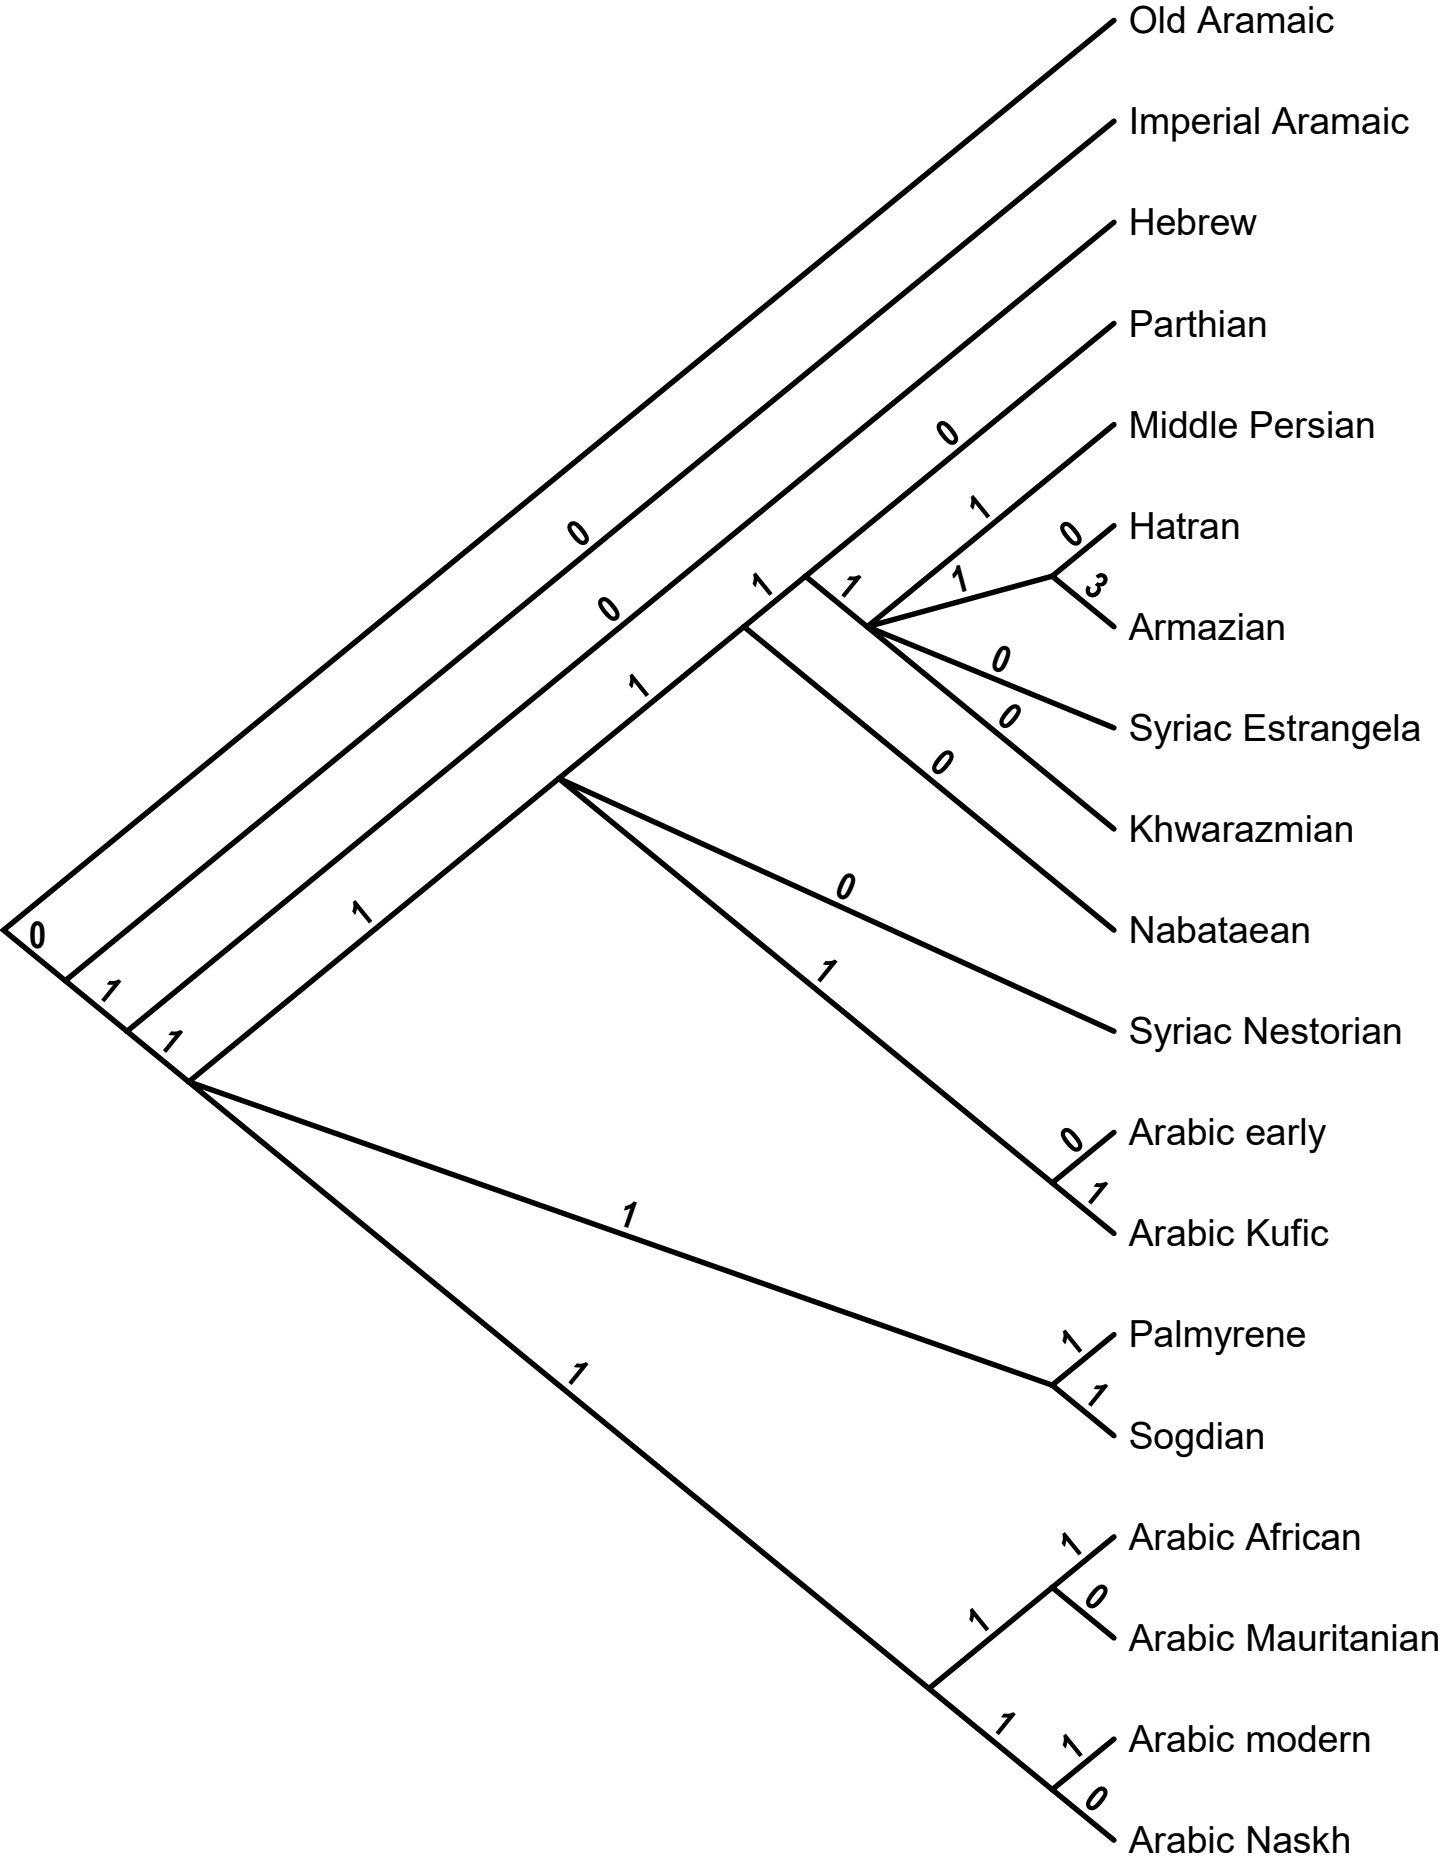 Old Aramaic
Imperial Aramaic
Hebrew
Parthian
0
Middle Persian
1
Hatran
0
0
1
1
1
3
Armazian
0
1
0
Syriac Estrangela
0
0
Khwarazmian
1
0
1
0
Nabataean
1
1
Syriac Nestorian
1
0
Arabic early
1
Arabic Kufic
1
1
Palmyrene
1
1
Sogdian
1
Arabic African
1
0
Arabic Mauritanian
1
1
Arabic modern
0
Arabic Naskh